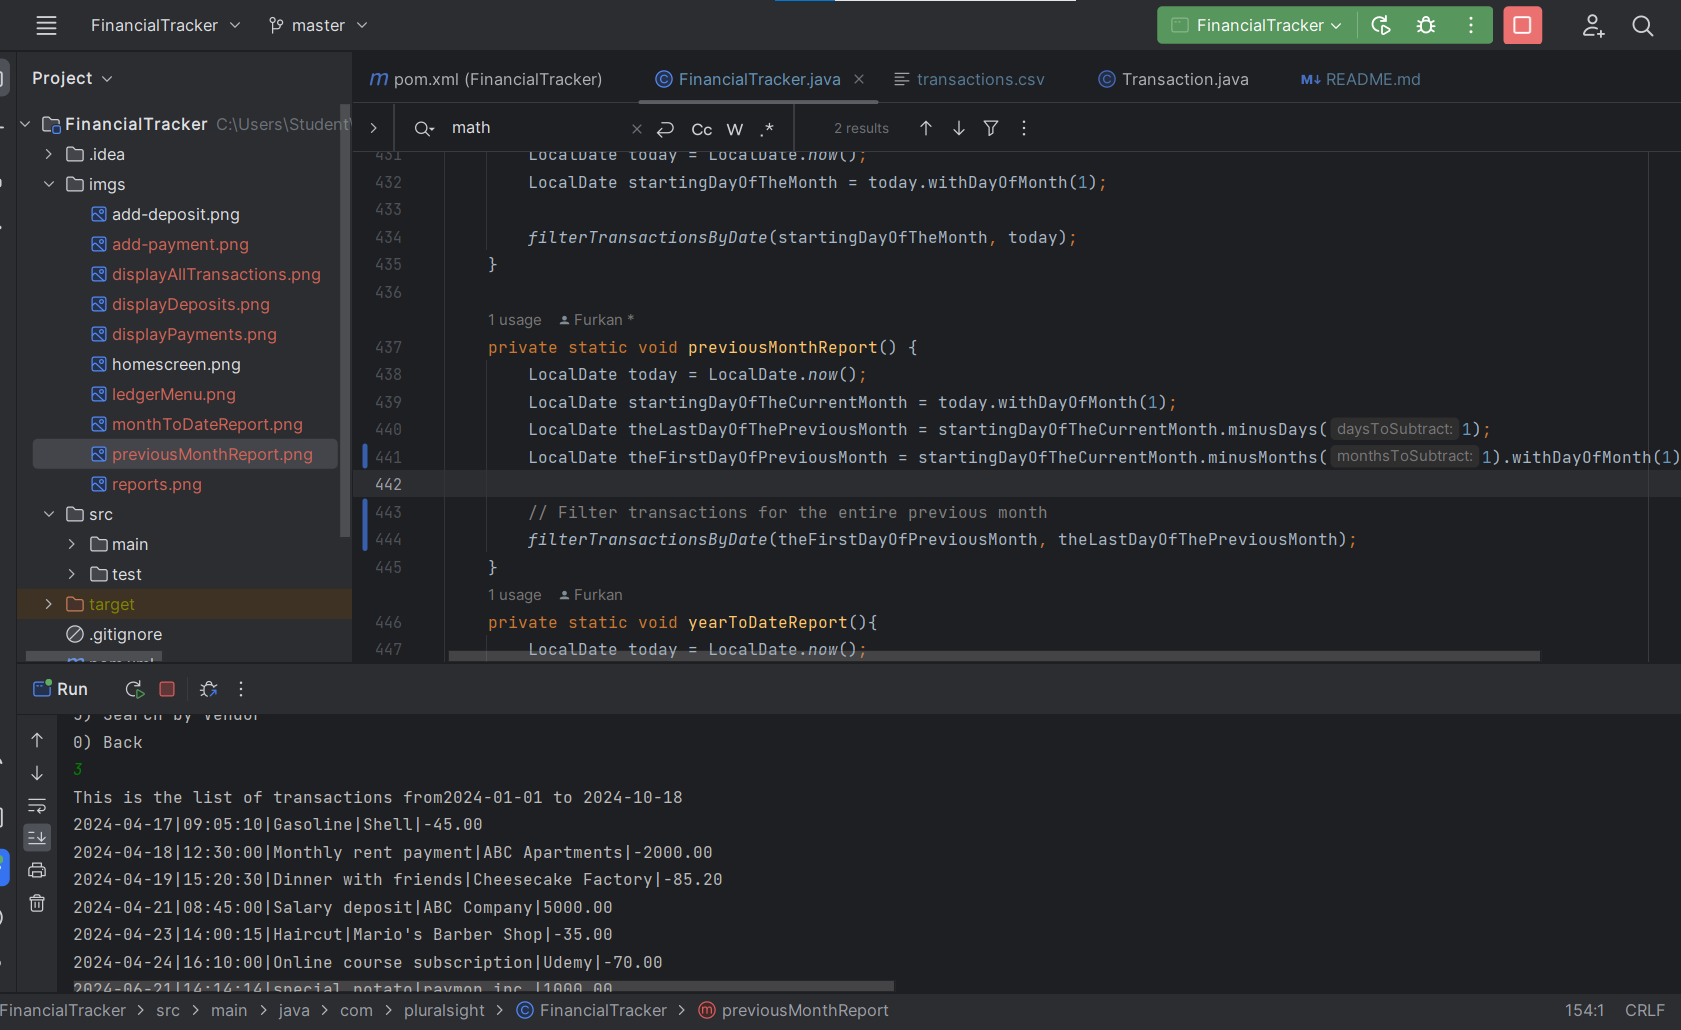 FinancialTracker
master
FinancialTracker
Project
pom.xml (FinancialTracker)
FinancialTracker.java
transactions.csv
Transaction.java
README.md
math
Cc W .*
2 results
FinancialTracker C:\Users\Student\
.idea
imgs
add-deposit.png
add-payment.png
displayAllTransactions.png
displayDeposits.png
displayPayments.png
homescreen.png
ledgerMenu.png
monthToDateReport.png
previousMonthReport.png
reports.png
src
main
test
target
.gitignore
pom.xml
431 LocalDate today = LocalDate.now();
432 LocalDate startingDayOfTheMonth = today.withDayOfMonth(1);
433
434 filterTransactionsByDate(startingDayOfTheMonth, today);
435 }
436
1 usage Furkan *
437 private static void previousMonthReport() {
438 LocalDate today = LocalDate.now();
439 LocalDate startingDayOfTheCurrentMonth = today.withDayOfMonth(1);
440 LocalDate theLastDayOfThePreviousMonth = startingDayOfTheCurrentMonth.minusDays( daysToSubtract: 1);
441 LocalDate theFirstDayOfPreviousMonth = startingDayOfTheCurrentMonth.minusMonths( monthsToSubtract: 1).withDayOfMonth(1)
442
443 // Filter transactions for the entire previous month
444 filterTransactionsByDate(theFirstDayOfPreviousMonth, theLastDayOfThePreviousMonth);
445 }
1 usage Furkan
446 private static void yearToDateReport(){
447 LocalDate today = LocalDate.now();
Run
5) Search by Vendor
0) Back
3
This is the list of transactions from2024-01-01 to 2024-10-18
2024-04-17|09:05:10|Gasoline|Shell|-45.00
2024-04-18|12:30:00|Monthly rent payment|ABC Apartments|-2000.00
2024-04-19|15:20:30|Dinner with friends|Cheesecake Factory|-85.20
2024-04-21|08:45:00|Salary deposit|ABC Company|5000.00
2024-04-23|14:00:15|Haircut|Mario's Barber Shop|-35.00
2024-04-24|16:10:00|Online course subscription|Udemy|-70.00
2024-06-21|14:14:14|special potato|raymon inc.|1000.00
FinancialTracker > src > main > java > com > pluralsight > FinancialTracker > previousMonthReport
154:1 CRLF